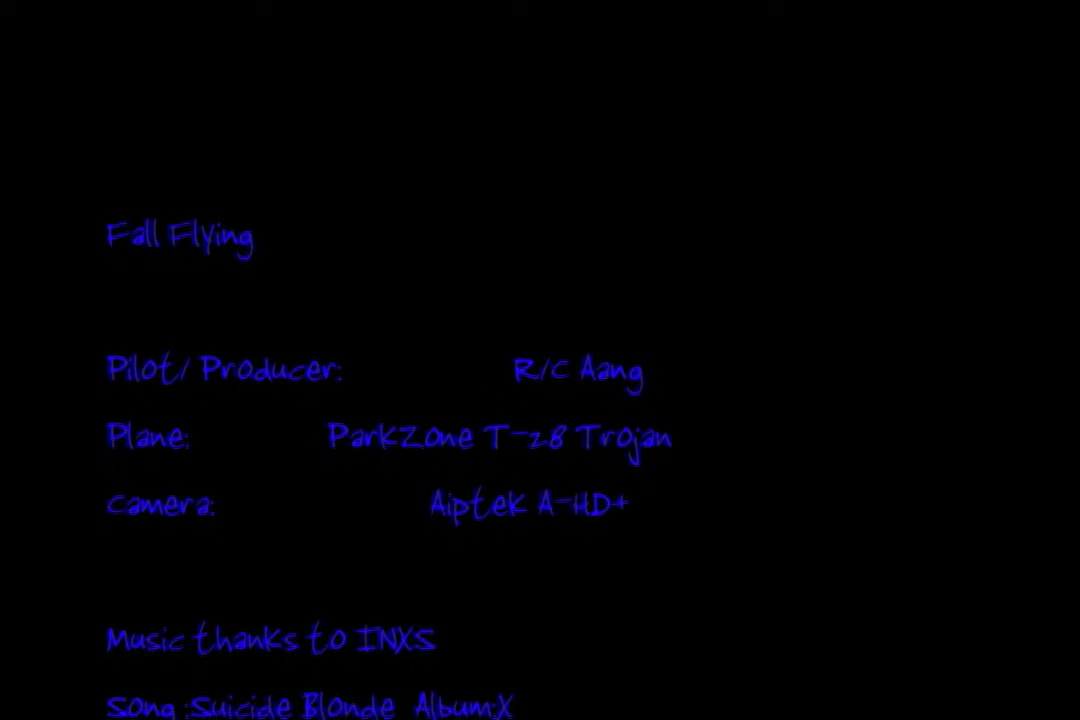 Fall Flying
Pilot/ Producer: R/C Aang
Plane: ParkZone T-28 Trojan
camera: Aiptek A-HD+
Music thanks to INXS
song :Suicide Blonde Album:X